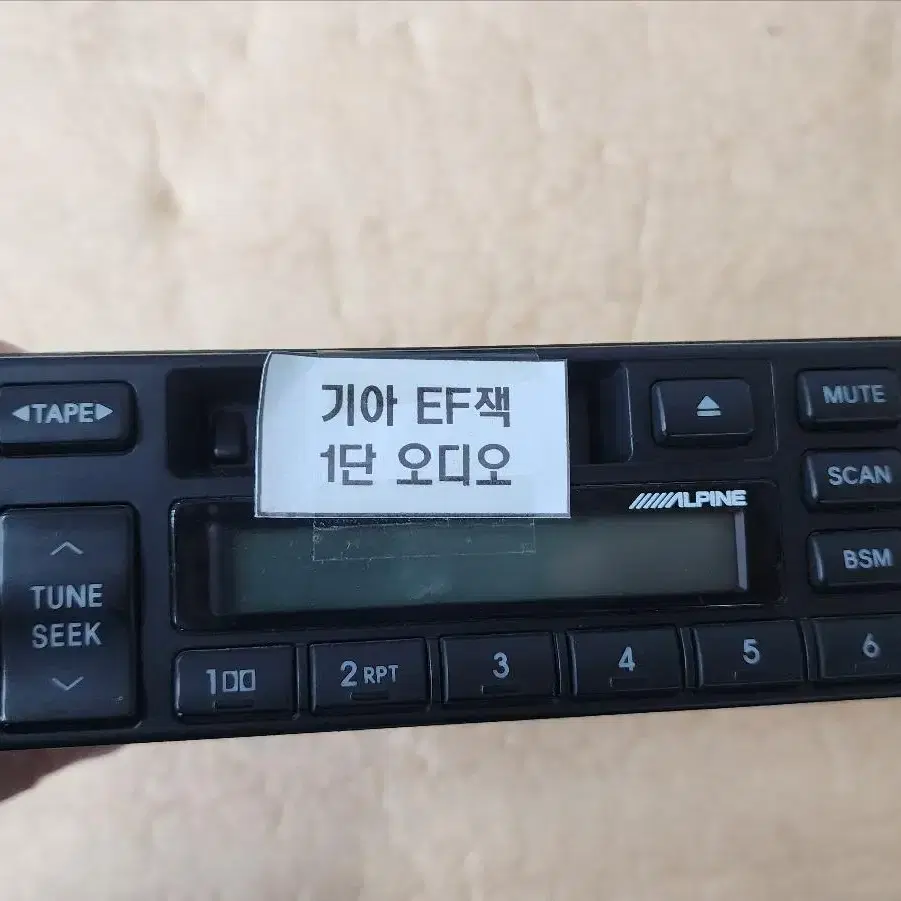 기아 EF잭
1단 오디오
◀TAPE▶
MUTE
ALPINE
SCAN
TUNE
SEEK
BSM
1
2 RPT
3
4
5
6